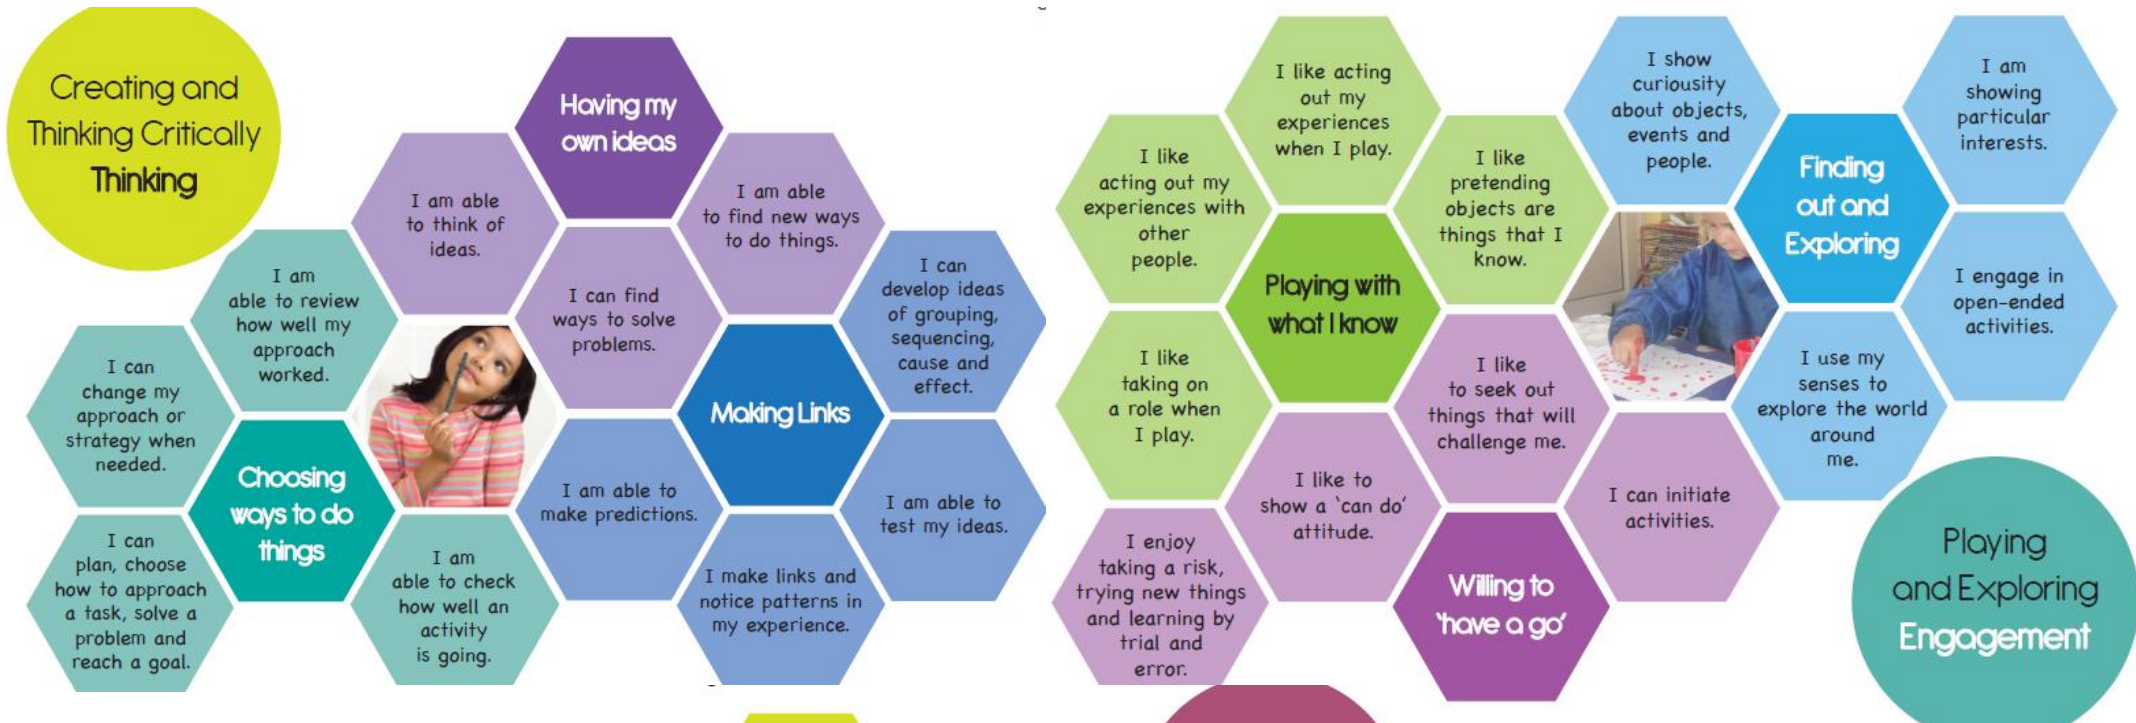 Creating and
Thinking Critically
Thinking
Having my
own ideas
I am able
to think of
ideas.
I am able
to find new ways
to do things.
I can find
ways to solve
problems.
I am
able to review
how well my
approach
worked.
I can
change my
approach or
strategy when
needed.
Choosing
ways to do
things
I can
plan, choose
how to approach
a task, solve a
problem and
reach a goal.
I am
able to check
how well an
activity
is going.
I can
develop ideas
of grouping,
sequencing,
cause and
effect.
Making Links
I am able to
make predictions.
I am able to
test my ideas.
I make links and
notice patterns in
my experience.
I like acting
out my
experiences
when I play.
I like
acting out my
experiences with
other
people.
I like
pretending
objects are
things that I
know.
Playing with
what I know
I like
taking on
a role when
I play.
I show
curiousity
about objects,
events and
people.
I am
showing
particular
interests.
Finding
out and
Exploring
I engage in
open-ended
activities.
I use my
senses to
explore the world
around
me.
I like
to seek out
things that will
challenge me.
I like to
show a ‘can do’
attitude.
I can initiate
activities.
I enjoy
taking a risk,
trying new things
and learning by
trial and
error.
Willing to
‘have a go’
Playing
and Exploring
Engagement